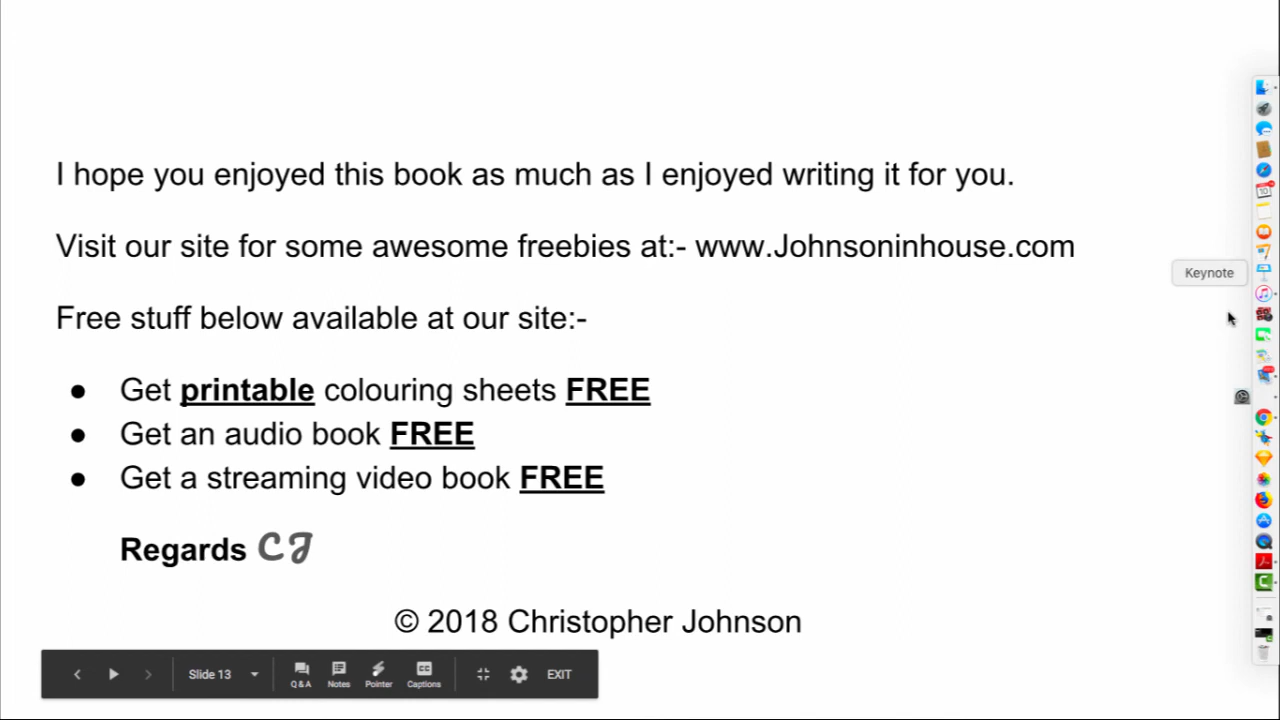 I hope you enjoyed this book as much as I enjoyed writing it for you.
Visit our site for some awesome freebies at:- www.Johnsoninhouse.com
Keynote
Free stuff below available at our site:-
● Get printable colouring sheets FREE
● Get an audio book FREE
● Get a streaming video book FREE
Regards CJ
© 2018 Christopher Johnson
Slide 13
Q&A Notes Pointer Captions
EXIT